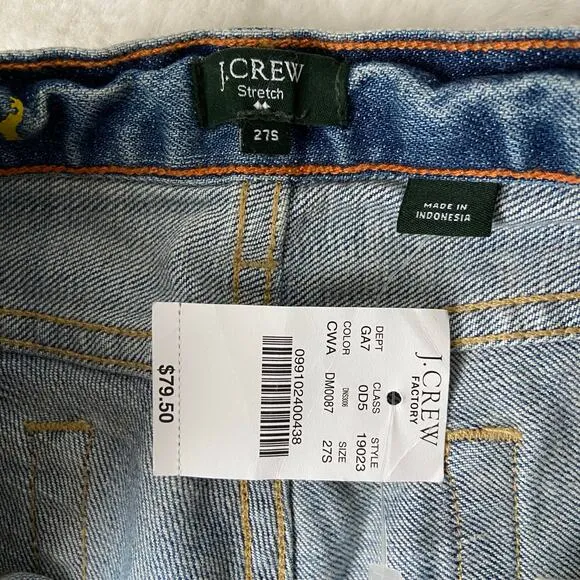 J.CREW
Stretch
27S
MADE IN
INDONESIA
J.CREW
FACTORY
DEPT CLASS STYLE
GA7 0D5 19023
COLOR SIZE
CWA DM0087 27S
099102400438
$79.50